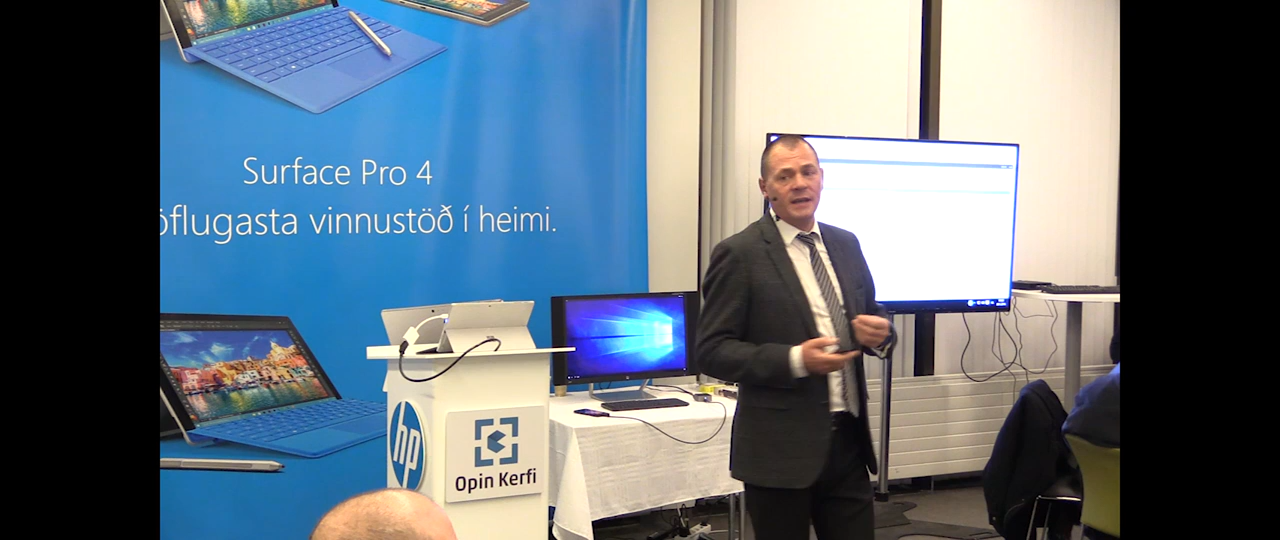 Surface Pro 4
öflugasta vinnustöð í heimi.
hp
Opin Kerfi